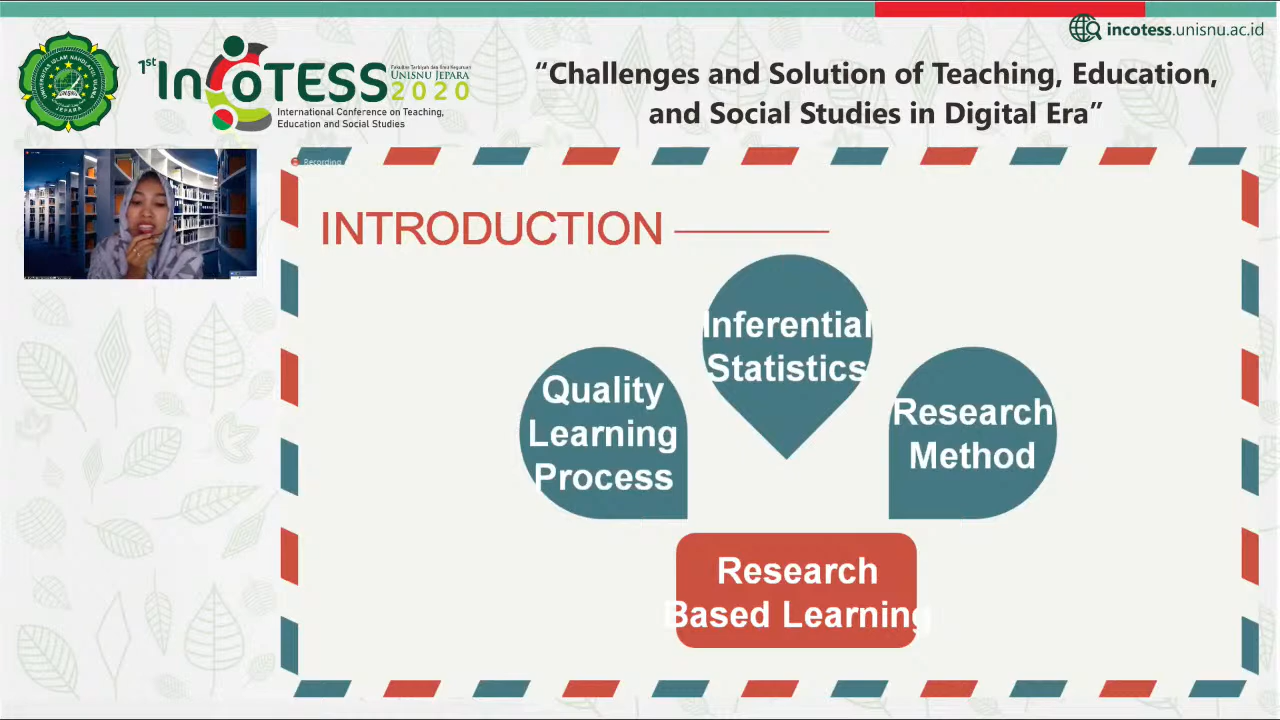 incotess.unisnu.ac.id
1st INCOTESS
Fakultas Tarbiyah dan Ilmu Keguruan
UNISNU JEPARA
2020
International Conference on Teaching,
Education and Social Studies
“Challenges and Solution of Teaching, Education,
and Social Studies in Digital Era”
Recording
INTRODUCTION
Inferential
Statistics
Quality
Learning
Process
Research
Method
Research
Based Learning